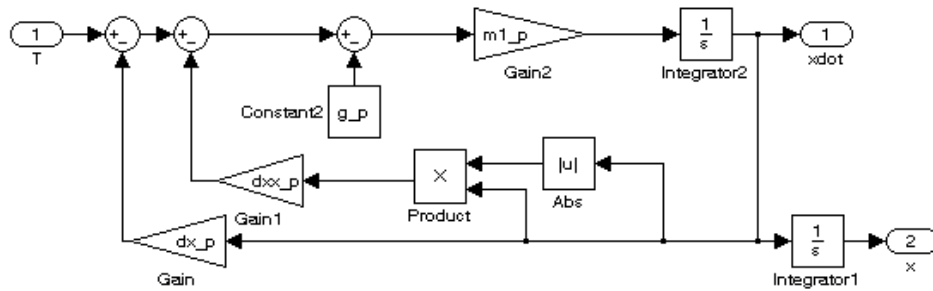 +
-
+
-
+
-
1
T
m1_p
Gain2
1
s
Integrator2
1
xdot
Constant2
g_p
dxx_p
Gain1
X
Product
|u|
Abs
dx_p
Gain
1
s
Integrator1
2
x